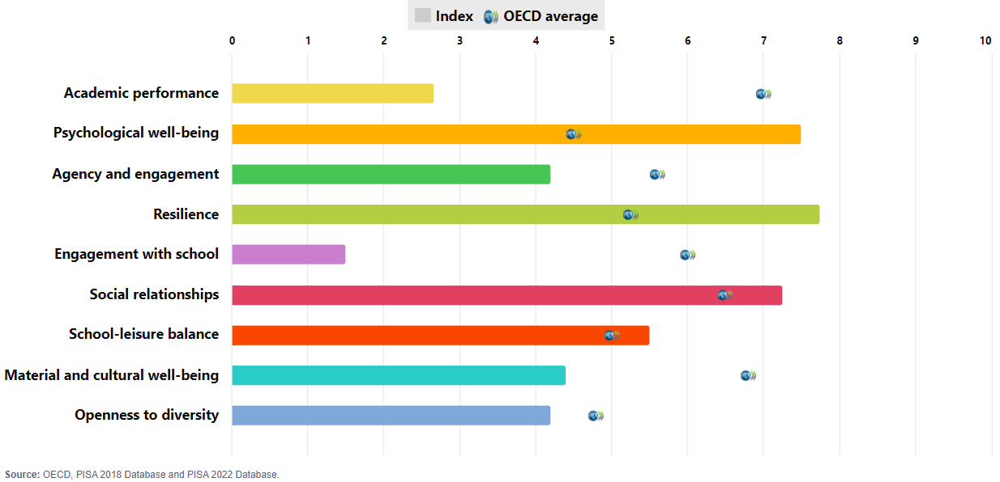 Index OECD average
0 1 2 3 4 5 6 7 8 9 10
Academic performance
Psychological well-being
Agency and engagement
Resilience
Engagement with school
Social relationships
School-leisure balance
Material and cultural well-being
Openness to diversity
Source: OECD, PISA 2018 Database and PISA 2022 Database.